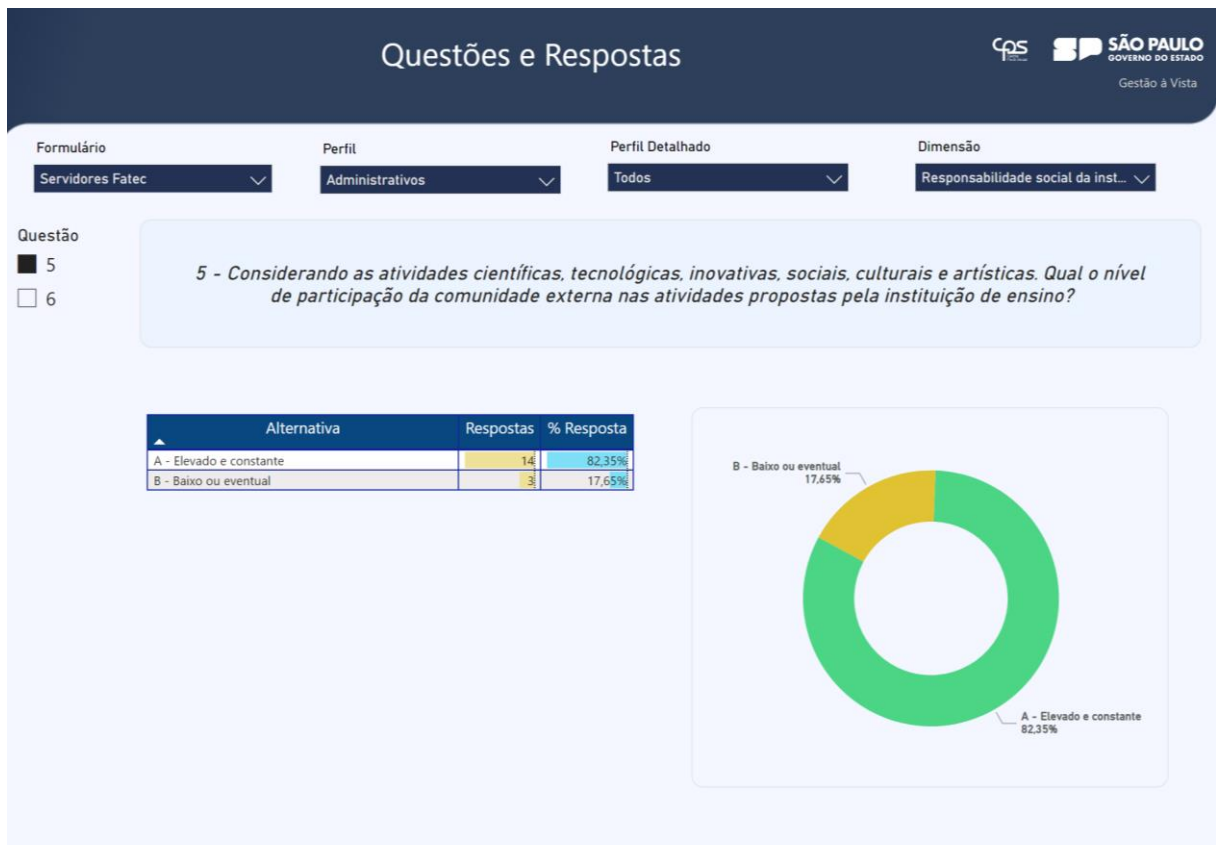 Questões e Respostas
cps
SÃO PAULO
GOVERNO DO ESTADO
Gestão à Vista
Formulário
Perfil
Perfil Detalhado
Dimensão
Servidores Fatec
Administrativos
Todos
Responsabilidade social da inst...
Questão
5
6
5 - Considerando as atividades científicas, tecnológicas, inovativas, sociais, culturais e artísticas. Qual o nível
de participação da comunidade externa nas atividades propostas pela instituição de ensino?
Alternativa Respostas % Resposta
A - Elevado e constante 14 82,35%
B - Baixo ou eventual 3 17,65%
B - Baixo ou eventual
17,65%
A - Elevado e constante
82,35%